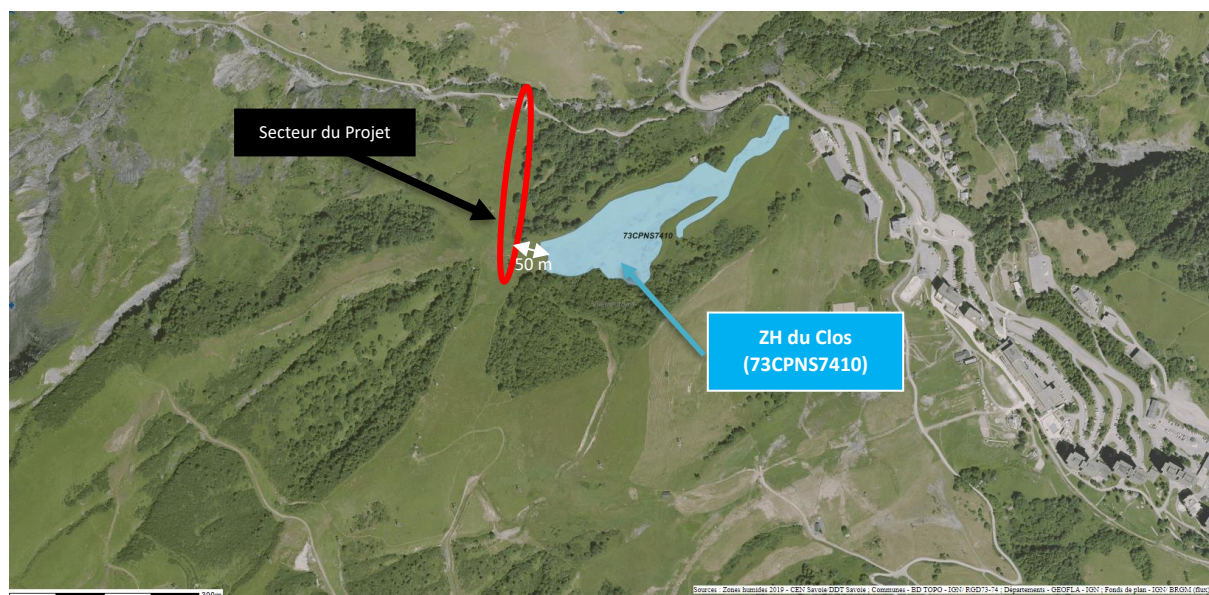 Secteur du Projet
73CPNS7410
50 m
ZH du Clos
(73CPNS7410)
300m
Sources : Zones humides 2019 - CEN Savoie DDT Savoie ; Communes - BD TOPO - IGN/ RGD73-74 ; Départements - GEOFLA - IGN ; Fonds de plan - IGN/ BRGM (flux)